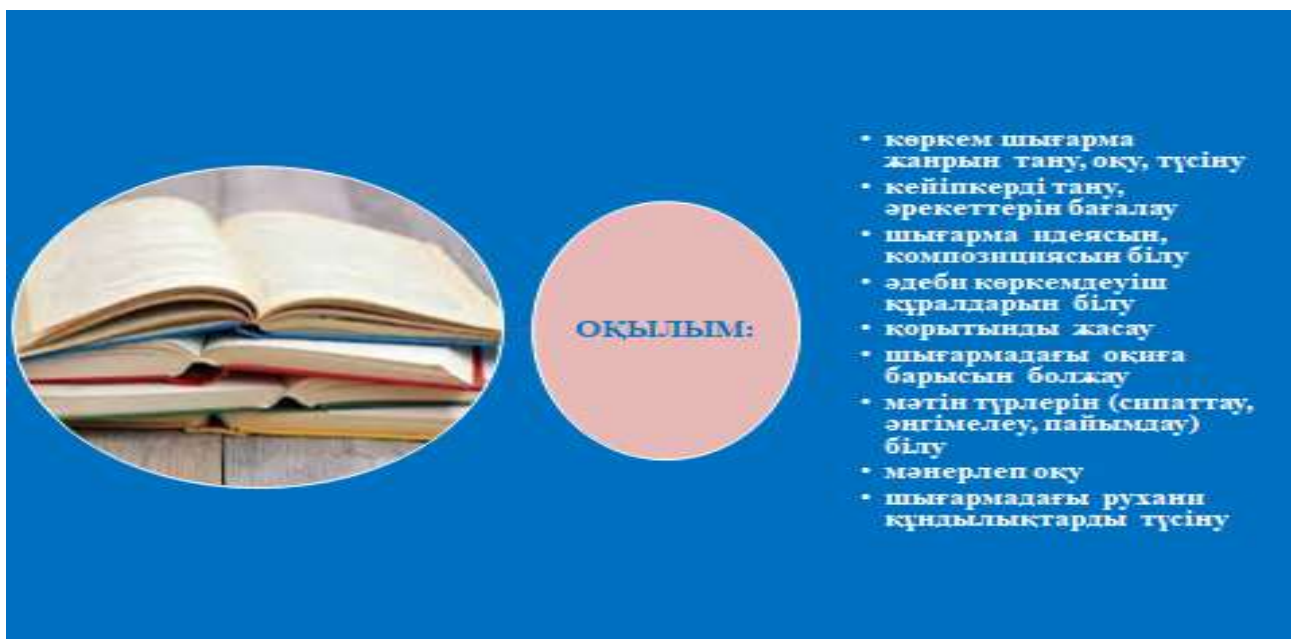 ОҚЫЛЫМ:
• көркем шығарма
жанрын тану, оқу, түсіну
• кейіпкерді тану,
әрекеттерін бағалау
• шығарма идеясын,
композициясын білу
• әдеби көркемдеуіш
құралдарын білу
• қорытынды жасау
• шығармадағы оқиға
барысын болжау
• мәтін түрлерін (сипаттау,
әңгімелеу, пайымдау)
білу
• мәнерлеп оқу
• шығармадағы рухани
құндылықтарды түсіну